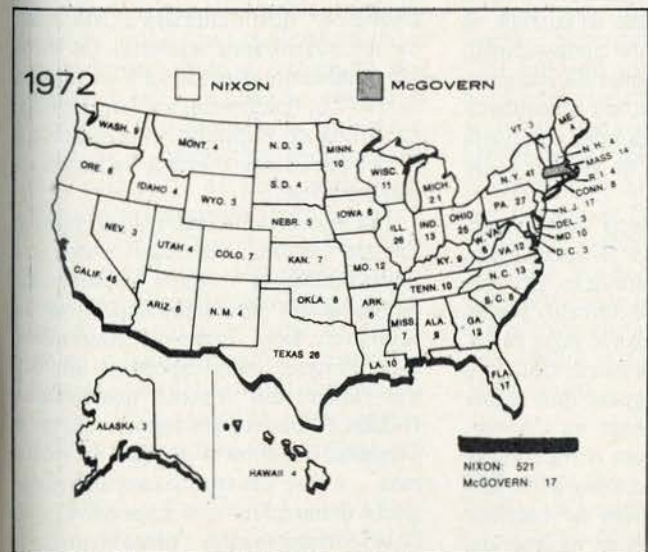 1972
NIXON
McGOVERN
WASH. 9
ORE. 6
CALIF. 45
IDAHO 4
NEV. 3
MONT. 4
WYO. 3
UTAH 4
COLO. 7
ARIZ. 6
N.M. 4
N.D. 3
S.D. 4
NEBR. 5
KAN. 7
OKLA. 8
TEXAS 26
MINN.
10
IOWA 8
MO. 12
ARK.
6
LA. 10
WISC.
11
ILL.
26
MICH.
21
IND.
13
OHIO
25
KY. 9
TENN. 10
MISS.
7
ALA.
9
GA.
12
FLA.
17
S.C. 8
N.C. 13
VA. 12
W. VA.
6
PA. 27
N.Y. 41
VT. 3
ME.
4
N.H. 4
MASS. 14
R.I. 4
CONN. 8
N.J. 17
DEL. 3
MD. 10
D.C. 3
ALASKA 3
HAWAII 4
NIXON: 521
McGOVERN: 17